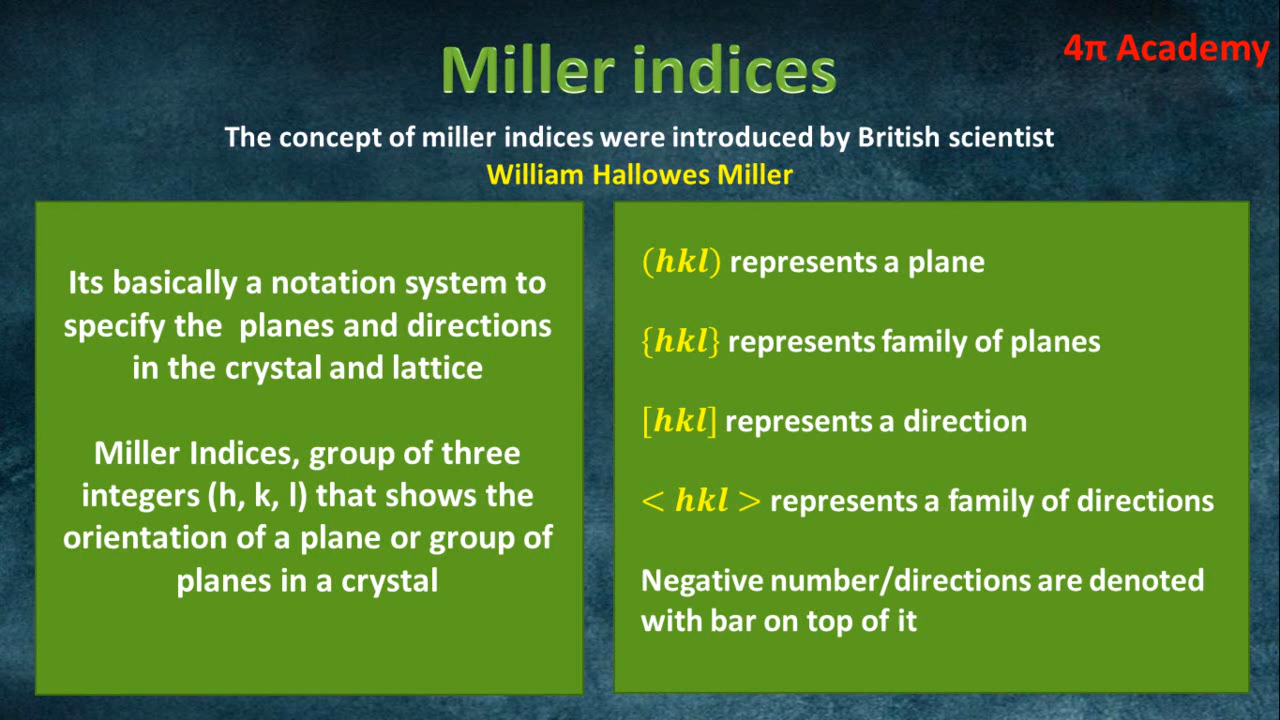 4π Academy
Miller indices
The concept of miller indices were introduced by British scientist
William Hallowes Miller
Its basically a notation system to
specify the planes and directions
in the crystal and lattice
Miller Indices, group of three
integers (h, k, l) that shows the
orientation of a plane or group of
planes in a crystal
(hkl) represents a plane
{hkl} represents family of planes
[hkl] represents a direction
< hkl > represents a family of directions
Negative number/directions are denoted
with bar on top of it